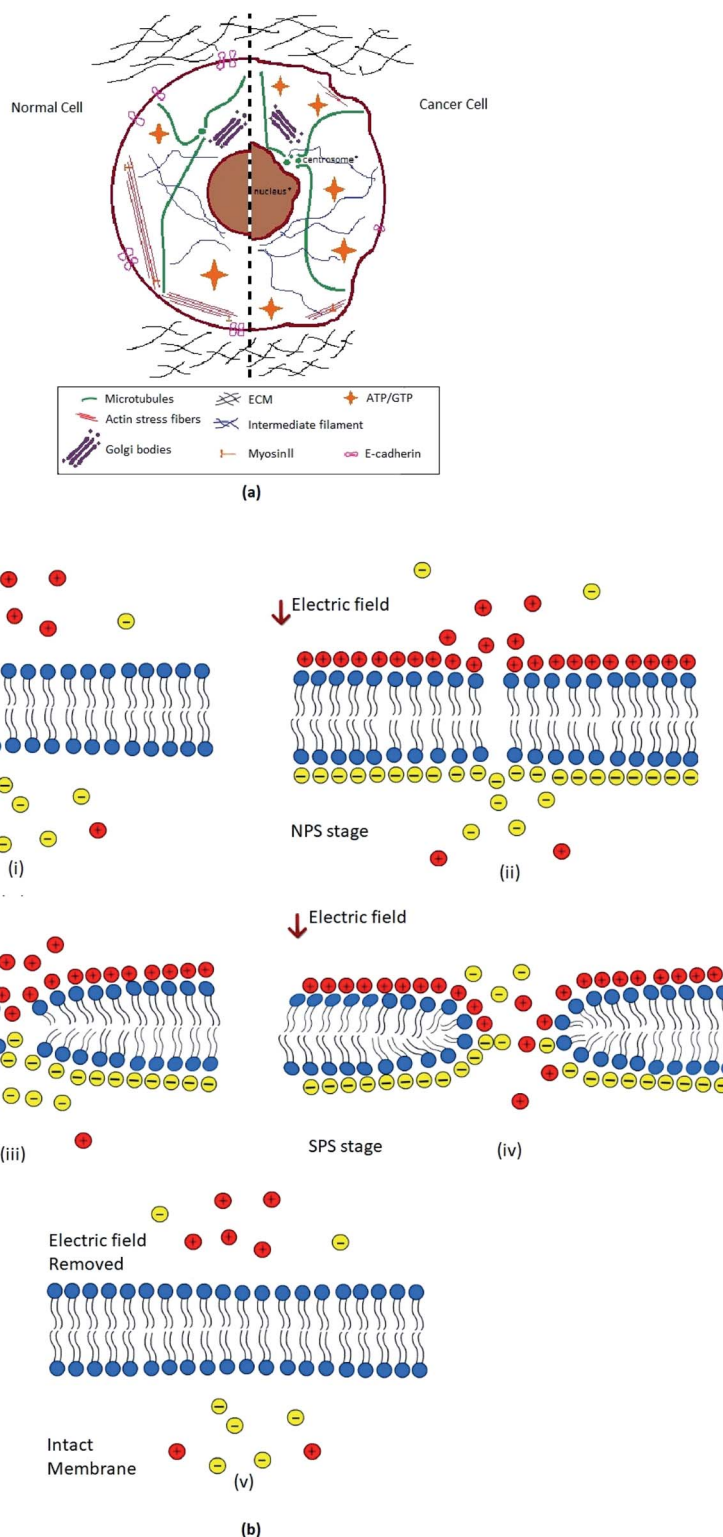 Normal Cell
Cancer Cell
centrosome*
nucleus*
Microtubules
ECM
ATP/GTP
Actin stress fibers
Intermediate filament
Golgi bodies
MyosinII
E-cadherin
(a)
Electric field
NPS stage
(i)
(ii)
Electric field
SPS stage
(iii)
(iv)
Electric field
Removed
Intact
Membrane
(v)
(b)